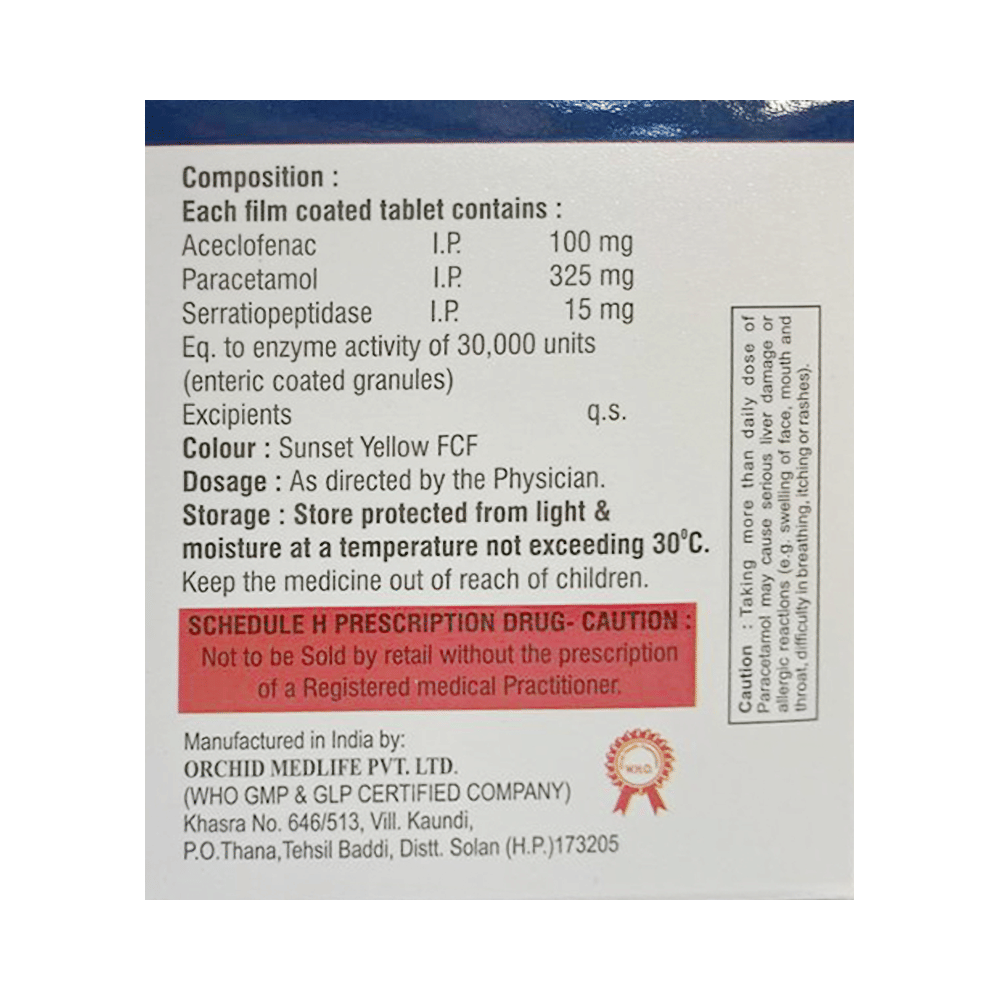 Composition :
Each film coated tablet contains :
Aceclofenac I.P. 100 mg
Paracetamol I.P. 325 mg
Serratiopeptidase I.P. 15 mg
Eq. to enzyme activity of 30,000 units
(enteric coated granules)
Excipients q.s.
Colour : Sunset Yellow FCF
Dosage : As directed by the Physician.
Storage : Store protected from light &
moisture at a temperature not exceeding 30⁰C.
Keep the medicine out of reach of children.
SCHEDULE H PRESCRIPTION DRUG- CAUTION :
Not to be Sold by retail without the prescription
of a Registered medical Practitioner.
Manufactured in India by:
ORCHID MEDLIFE PVT. LTD.
(WHO GMP & GLP CERTIFIED COMPANY)
Khasra No. 646/513, Vill. Kaundi,
P.O.Thana,Tehsil Baddi, Distt. Solan (H.P.)173205
W.H.O.
Caution : Taking more than daily dose of
Paracetamol may cause serious liver damage or
allergic reactions (e.g. swelling of face, mouth and
throat, difficulty in breathing, itching or rashes).